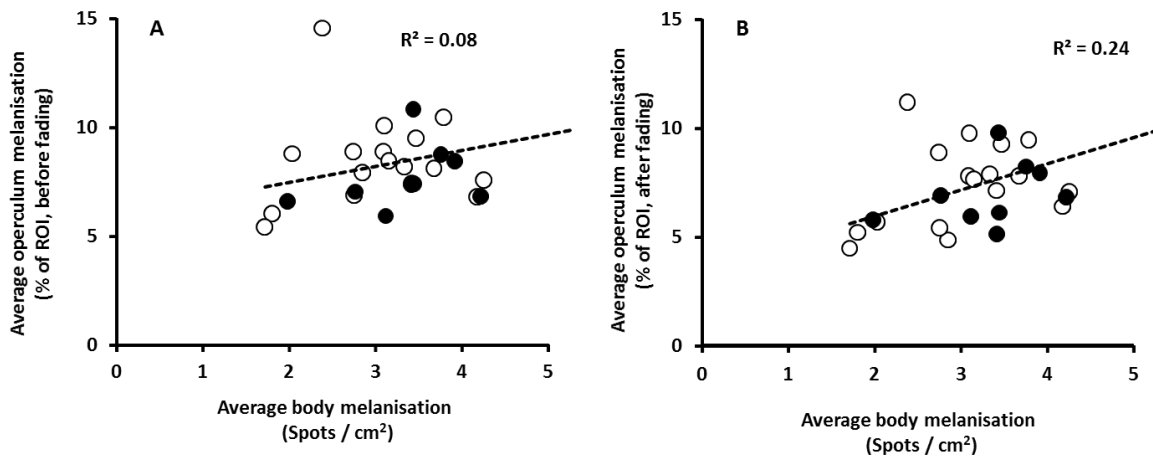 A
R² = 0.08
15
10
5
0
0 1 2 3 4 5
Average operculum melanisation
(% of ROI, before fading)
Average body melanisation
(Spots / cm²)
B
R² = 0.24
15
10
5
0
0 1 2 3 4 5
Average operculum melanisation
(% of ROI, after fading)
Average body melanisation
(Spots / cm²)